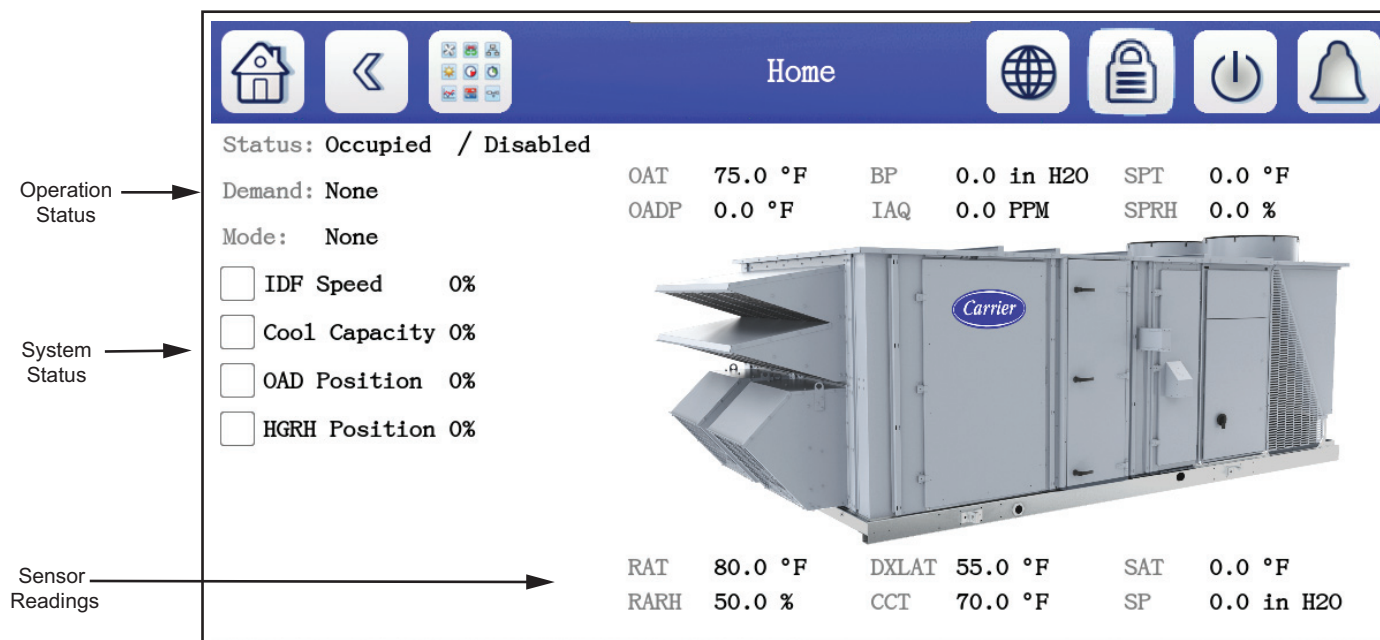 Home
Status: Occupied / Disabled
Operation
Status
Demand: None
Mode: None
IDF Speed 0%
Cool Capacity 0%
System
Status
OAD Position 0%
HGRH Position 0%
OAT 75.0 °F BP 0.0 in H2O SPT 0.0 °F
OADP 0.0 °F IAQ 0.0 PPM SPRH 0.0 %
Carrier
Sensor
Readings
RAT 80.0 °F DXLAT 55.0 °F SAT 0.0 °F
RARH 50.0 % CCT 70.0 °F SP 0.0 in H2O